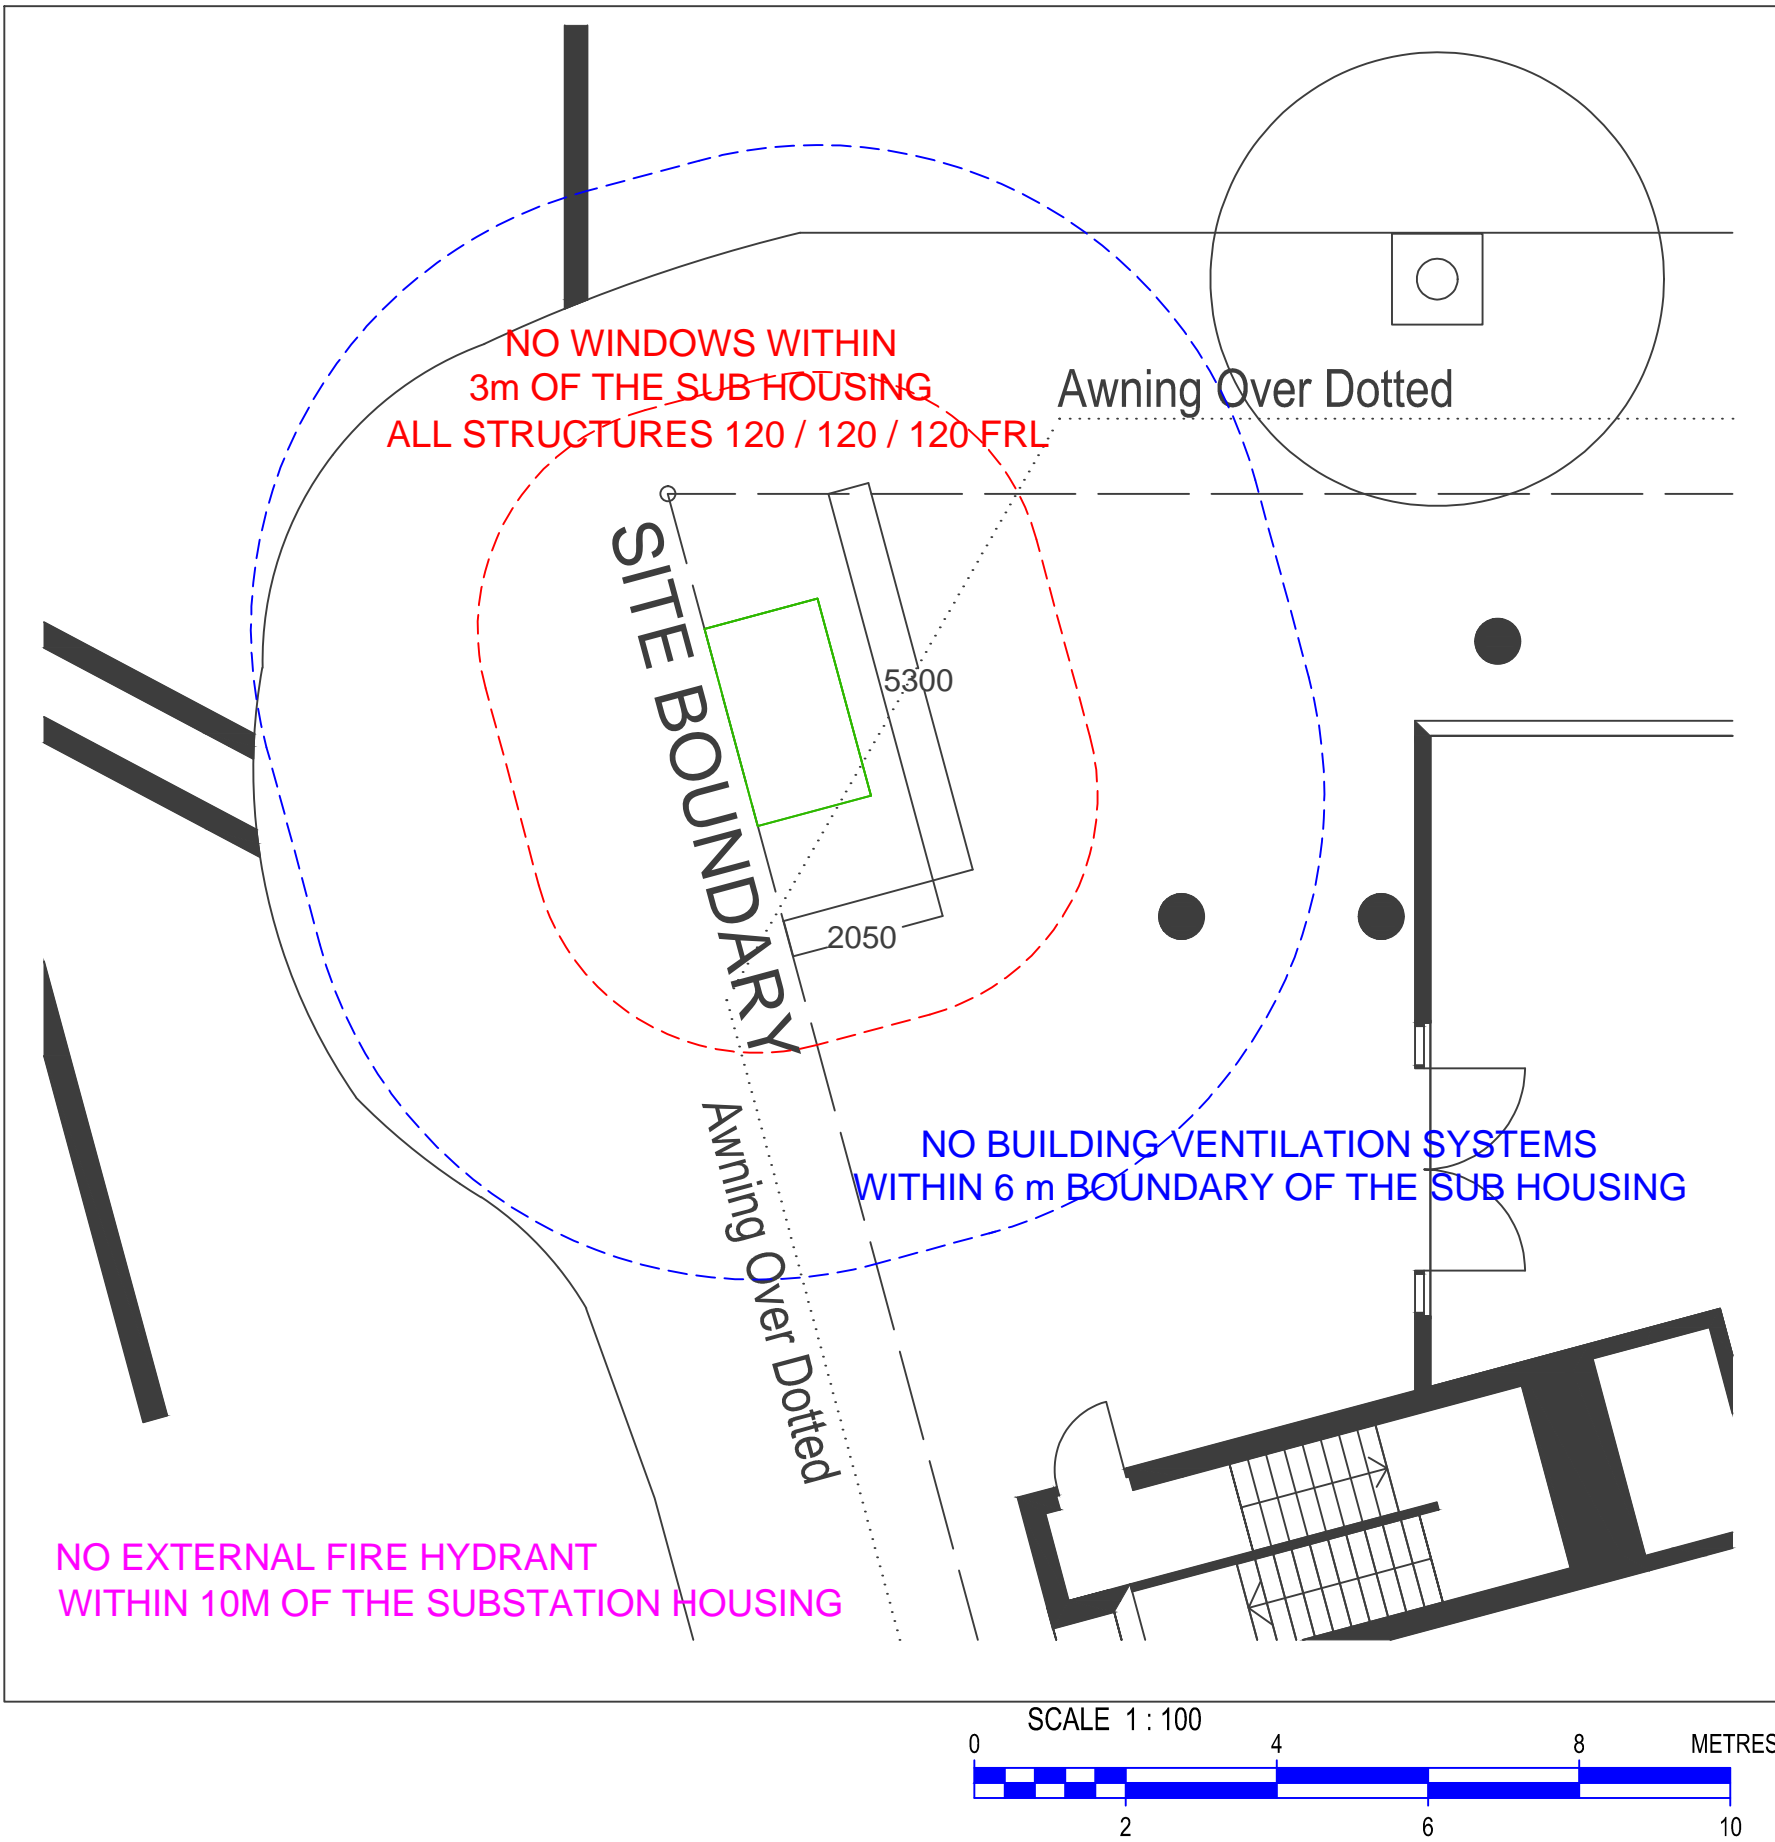 NO WINDOWS WITHIN
3m OF THE SUB HOUSING
ALL STRUCTURES 120 / 120 / 120 FRL
Awning Over Dotted
SITE BOUNDARY
5300
2050
NO BUILDING VENTILATION SYSTEMS
WITHIN 6 m BOUNDARY OF THE SUB HOUSING
Awning Over Dotted
NO EXTERNAL FIRE HYDRANT
WITHIN 10M OF THE SUBSTATION HOUSING
SCALE 1 : 100
0 4 8 METRES
2 6 10